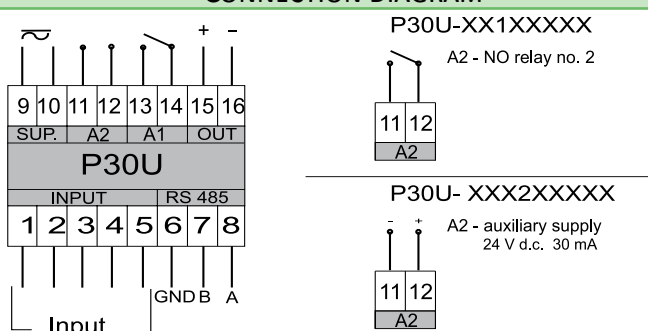 CONNECTION DIAGRAM
+ −
9 10 11 12 13 14 15 16
SUP. A2 A1 OUT
P30U
INPUT RS 485
1 2 3 4 5 6 7 8
GND B A
Input
P30U-XX1XXXXX
A2 - NO relay no. 2
11 12
A2
P30U- XXX2XXXXX
- +
A2 - auxiliary supply
24 V d.c. 30 mA
11 12
A2